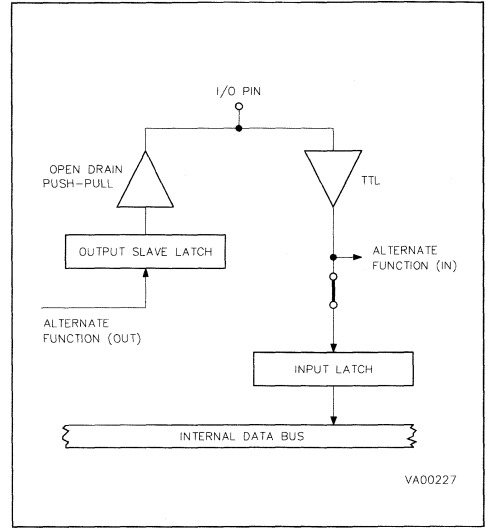 I/O PIN
OPEN DRAIN
PUSH-PULL
TTL
OUTPUT SLAVE LATCH
ALTERNATE
FUNCTION (IN)
ALTERNATE
FUNCTION (OUT)
INPUT LATCH
INTERNAL DATA BUS
VA00227